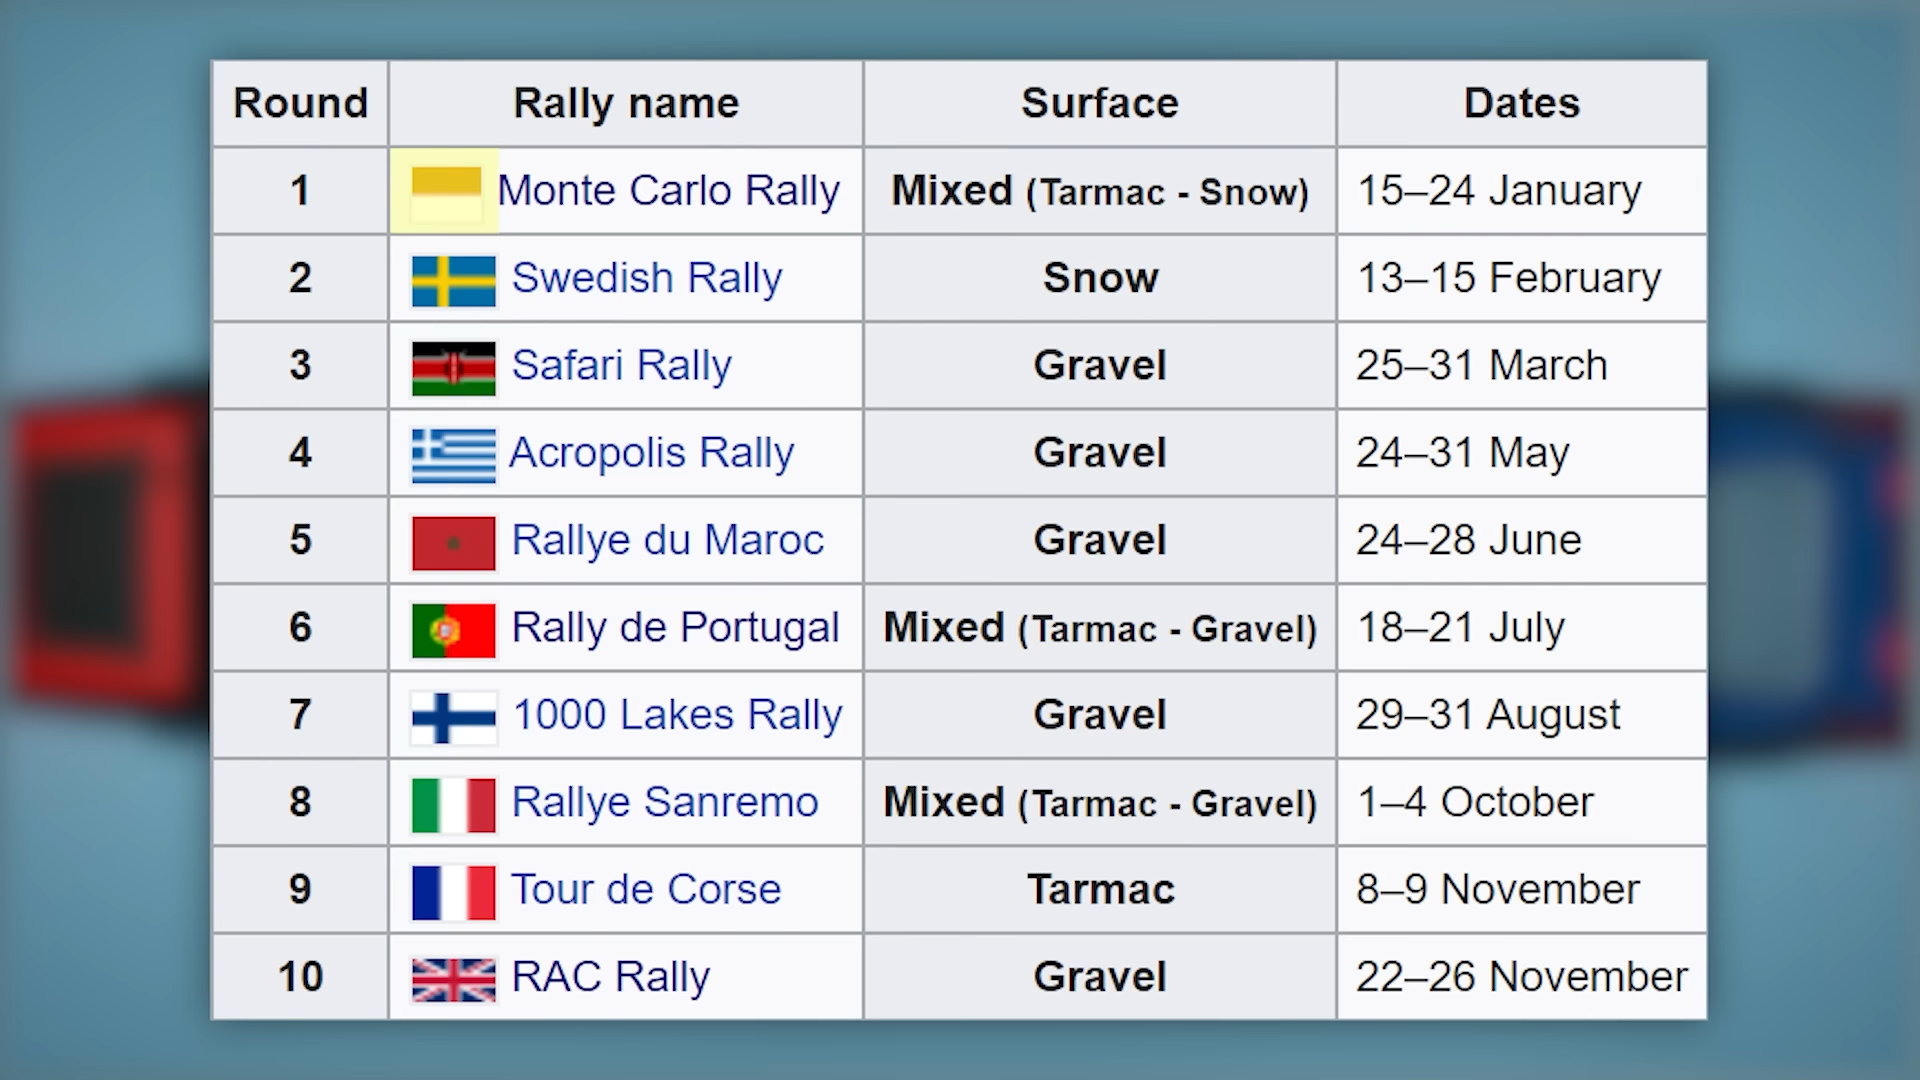 Round Rally name Surface Dates
1 Monte Carlo Rally Mixed (Tarmac - Snow) 15–24 January
2 Swedish Rally Snow 13–15 February
3 Safari Rally Gravel 25–31 March
4 Acropolis Rally Gravel 24–31 May
5 Rallye du Maroc Gravel 24–28 June
6 Rally de Portugal Mixed (Tarmac - Gravel) 18–21 July
7 1000 Lakes Rally Gravel 29–31 August
8 Rallye Sanremo Mixed (Tarmac - Gravel) 1–4 October
9 Tour de Corse Tarmac 8–9 November
10 RAC Rally Gravel 22–26 November